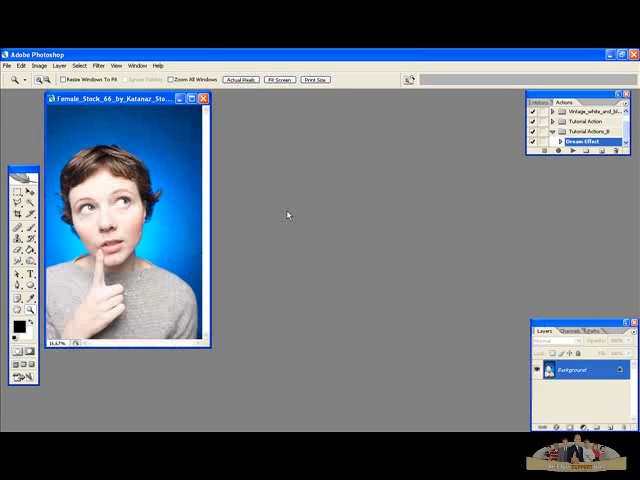 Adobe Photoshop
File Edit Image Layer Select Filter View Window Help
Resize Windows To Fit Ignore Palettes Zoom All Windows Actual Pixels Fit Screen Print Size
Female_Stock_66_by_Katanaz_Sto...
History Actions
Vintage_white_and_bl...
Tutorial Action
Tutorial Actions_B
Dream Effect
Layers Channels Paths
Normal Opacity: 100%
Lock: Fill: 100%
Background